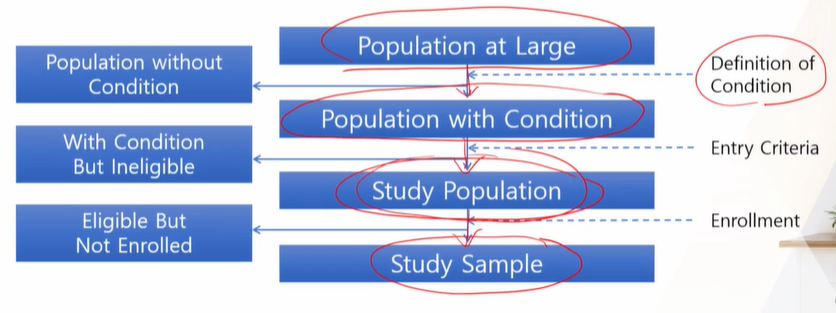 Population at Large
Population without
Condition
Definition of
Condition
Population with Condition
With Condition
But Ineligible
Entry Criteria
Study Population
Eligible But
Not Enrolled
Enrollment
Study Sample